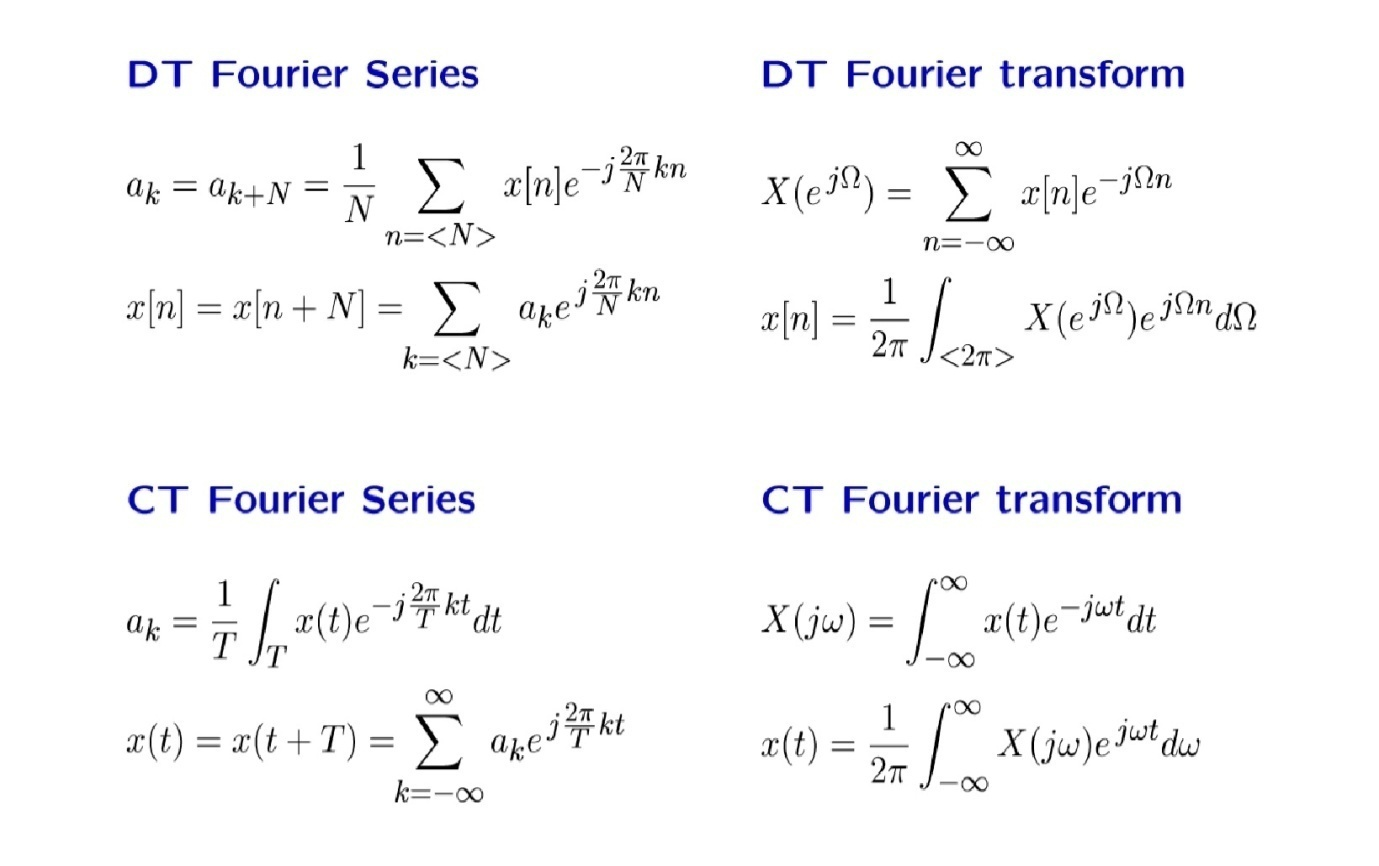 DT Fourier Series
a_k = a_{k+N} = \frac{1}{N} \sum_{n=<N>} x[n]e^{-j\frac{2\pi}{N}kn}
x[n] = x[n + N] = \sum_{k=<N>} a_k e^{j\frac{2\pi}{N}kn}
DT Fourier transform
X(e^{j\Omega}) = \sum_{n=-\infty}^{\infty} x[n]e^{-j\Omega n}
x[n] = \frac{1}{2\pi} \int_{<2\pi>} X(e^{j\Omega})e^{j\Omega n} d\Omega
CT Fourier Series
a_k = \frac{1}{T} \int_T x(t)e^{-j\frac{2\pi}{T}kt} dt
x(t) = x(t + T) = \sum_{k=-\infty}^{\infty} a_k e^{j\frac{2\pi}{T}kt}
CT Fourier transform
X(j\omega) = \int_{-\infty}^{\infty} x(t)e^{-j\omega t} dt
x(t) = \frac{1}{2\pi} \int_{-\infty}^{\infty} X(j\omega)e^{j\omega t} d\omega